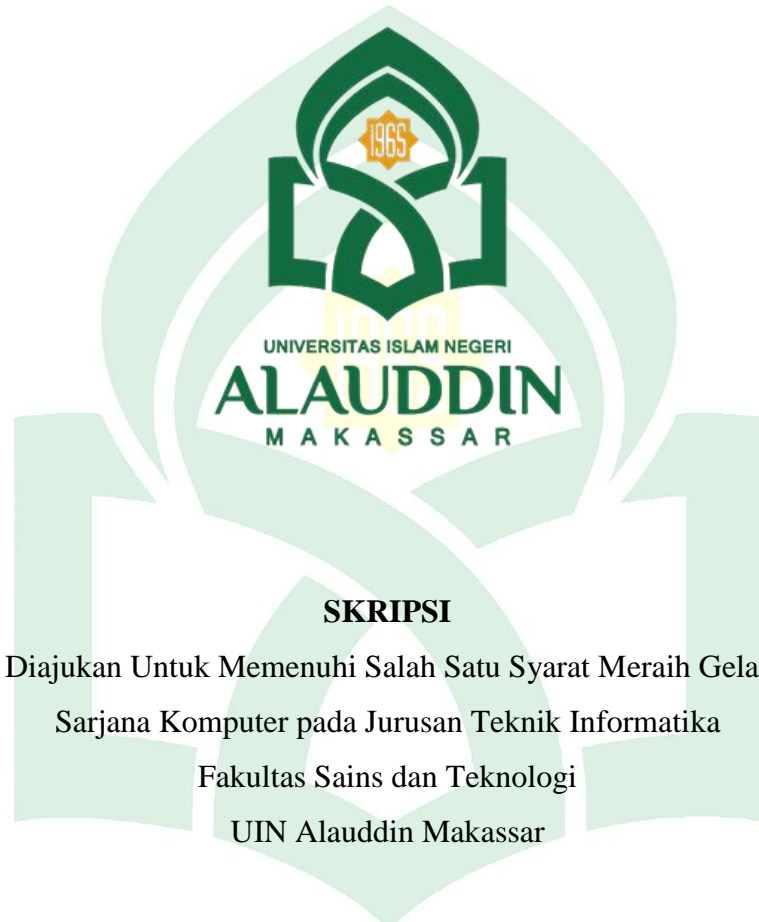 1965
UNIVERSITAS ISLAM NEGERI
ALAUDDIN
MAKASSAR
SKRIPSI
Diajukan Untuk Memenuhi Salah Satu Syarat Meraih Gela
Sarjana Komputer pada Jurusan Teknik Informatika
Fakultas Sains dan Teknologi
UIN Alauddin Makassar